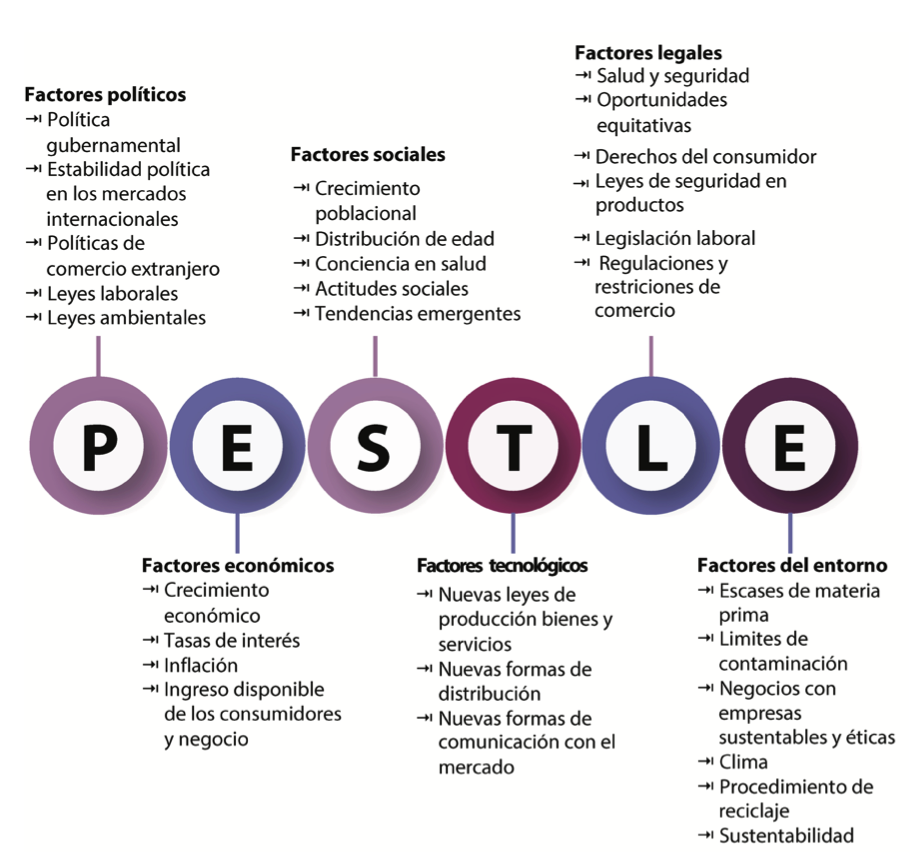 Factores políticos
→ı Política
gubernamental
→ı Estabilidad política
en los mercados
internacionales
→ı Políticas de
comercio extranjero
→ı Leyes laborales
→ı Leyes ambientales
Factores sociales
→ı Crecimiento
poblacional
→ı Distribución de edad
→ı Conciencia en salud
→ı Actitudes sociales
→ı Tendencias emergentes
Factores legales
→ı Salud y seguridad
→ı Oportunidades
equitativas
→ı Derechos del consumidor
→ı Leyes de seguridad en
productos
→ı Legislación laboral
→ı Regulaciones y
restriciones de
comercio
P E S T L E
Factores económicos
→ı Crecimiento
económico
→ı Tasas de interés
→ı Inflación
→ı Ingreso disponible
de los consumidores
y negocio
Factores tecnológicos
→ı Nuevas leyes de
producción bienes y
servicios
→ı Nuevas formas de
distribución
→ı Nuevas formas de
comunicación con el
mercado
Factores del entorno
→ı Escases de materia
prima
→ı Limites de
contaminación
→ı Negocios con
empresas
sustentables y éticas
→ı Clima
→ı Procedimiento de
reciclaje
→ı Sustentabilidad